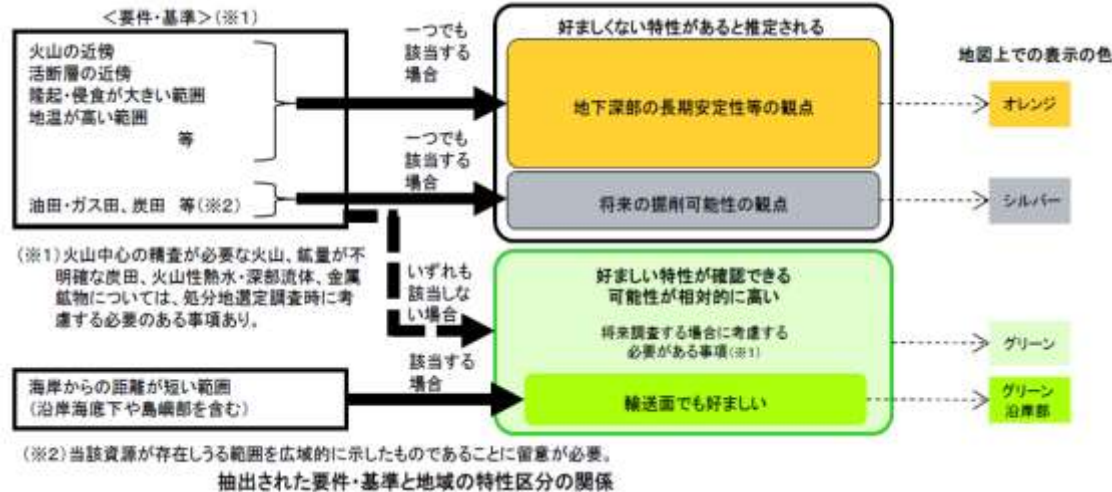 ＜要件・基準＞(※1)
火山の近傍
活断層の近傍
隆起・侵食が大きい範囲
地温が高い範囲
等
油田・ガス田、炭田　等(※2)
一つでも
該当する
場合
一つでも
該当する
場合
好ましくない特性があると推定される
地下深部の長期安定性等の観点
将来の掘削可能性の観点
地図上での表示の色
オレンジ
シルバー
(※1)火山中心の精査が必要な火山、鉱量が不
明確な炭田、火山性熱水・深部流体、金属
鉱物については、処分地選定調査時に考
慮する必要のある事項あり。
いずれも
該当しな
い場合
好ましい特性が確認できる
可能性が相対的に高い
将来調査する場合に考慮する
必要がある事項(※1)
グリーン
海岸からの距離が短い範囲
(沿岸海底下や島嶼部を含む)
該当する
場合
輸送面でも好ましい
グリーン
沿岸部
(※2)当該資源が存在しうる範囲を広域的に示したものであることに留意が必要。
抽出された要件・基準と地域の特性区分の関係